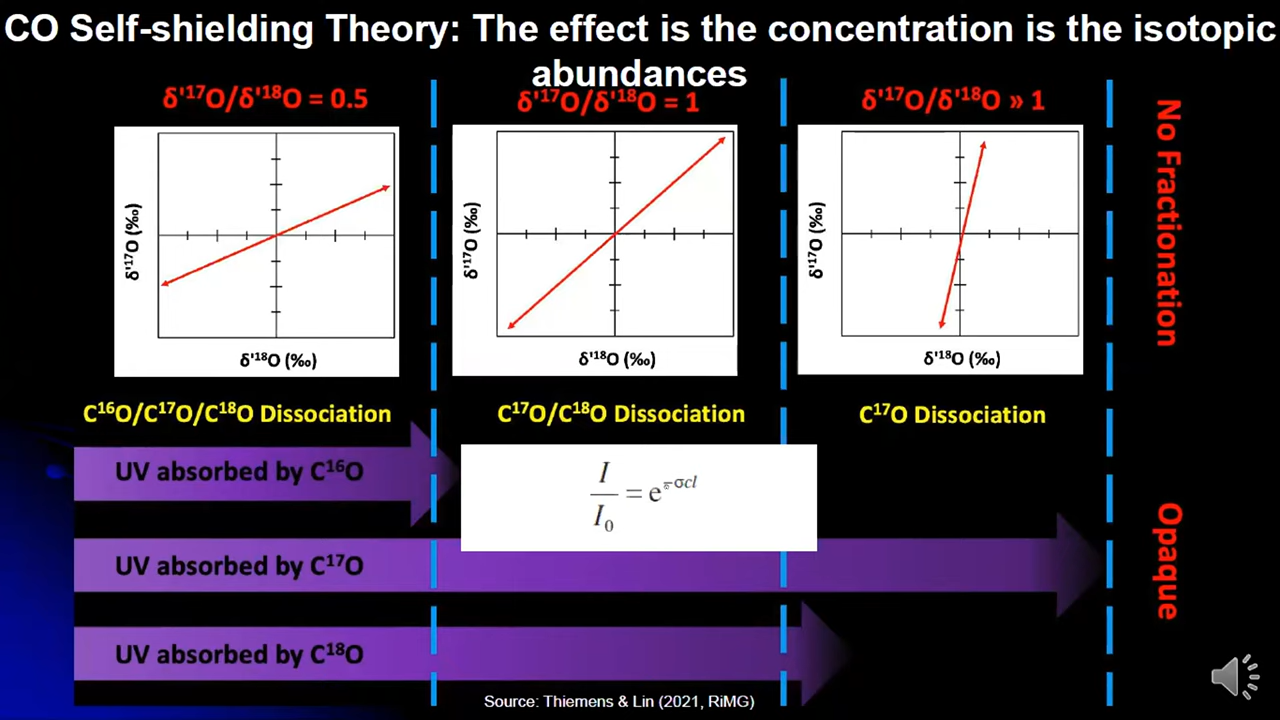 CO Self-shielding Theory: The effect is the concentration is the isotopic
abundances
δ'¹⁷O/δ'¹⁸O = 0.5
δ'¹⁷O/δ'¹⁸O = 1
δ'¹⁷O/δ'¹⁸O » 1
No Fractionation
δ'¹⁷O (‰)
δ'¹⁸O (‰)
δ'¹⁷O (‰)
δ'¹⁸O (‰)
δ'¹⁷O (‰)
δ'¹⁸O (‰)
C¹⁶O/C¹⁷O/C¹⁸O Dissociation
C¹⁷O/C¹⁸O Dissociation
C¹⁷O Dissociation
UV absorbed by C¹⁶O
I/I₀ = e^(-σcl)
Opaque
UV absorbed by C¹⁷O
UV absorbed by C¹⁸O
Source: Thiemens & Lin (2021, RiMG)